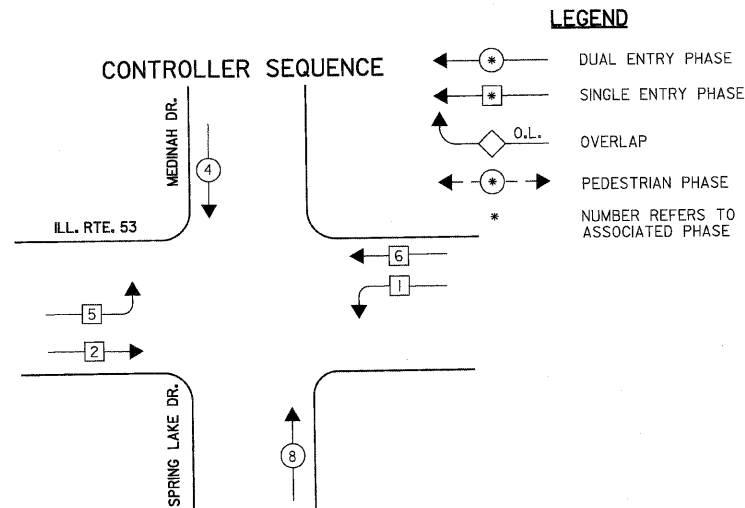 LEGEND
CONTROLLER SEQUENCE
* DUAL ENTRY PHASE
* SINGLE ENTRY PHASE
O.L. OVERLAP
* PEDESTRIAN PHASE
* NUMBER REFERS TO
ASSOCIATED PHASE
MEDINAH DR.
4
ILL. RTE. 53
6
1
5
2
SPRING LAKE DR.
8